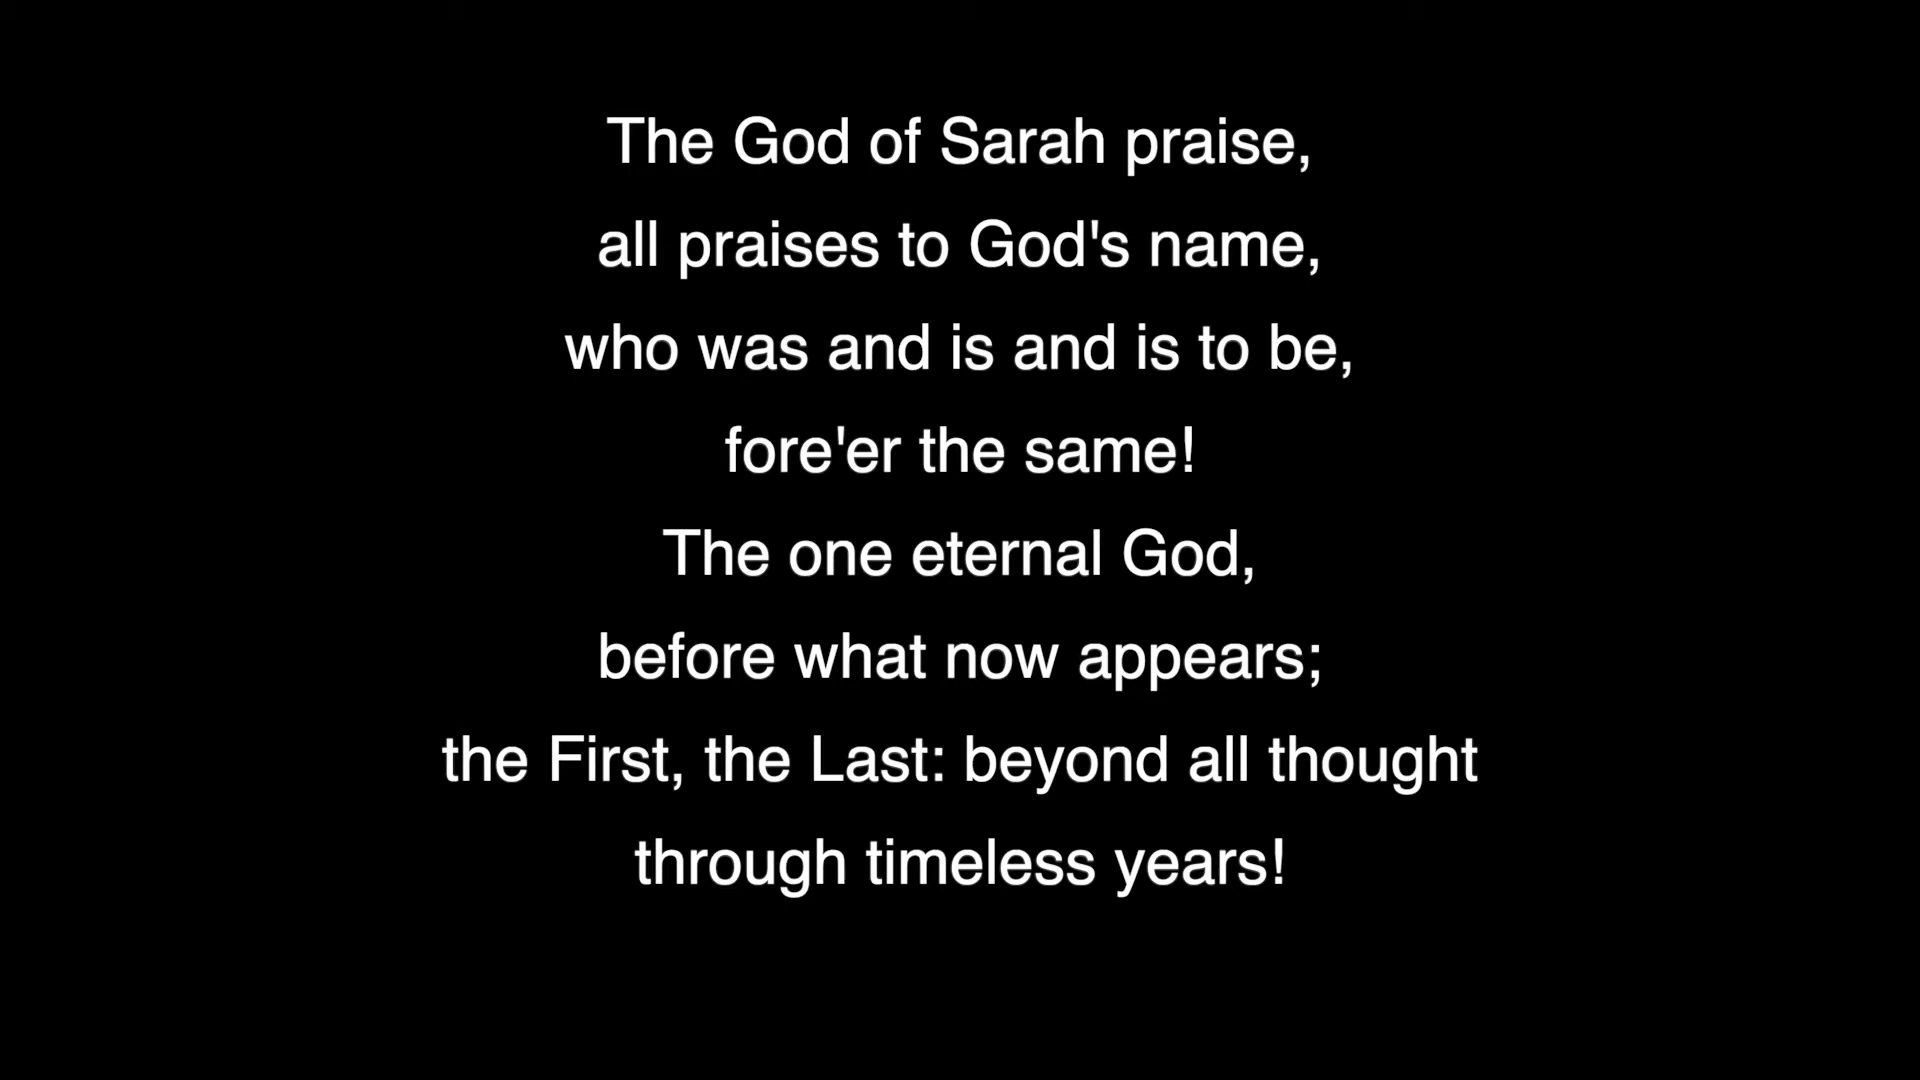 The God of Sarah praise,
all praises to God's name,
who was and is and is to be,
fore'er the same!
The one eternal God,
before what now appears;
the First, the Last: beyond all thought
through timeless years!